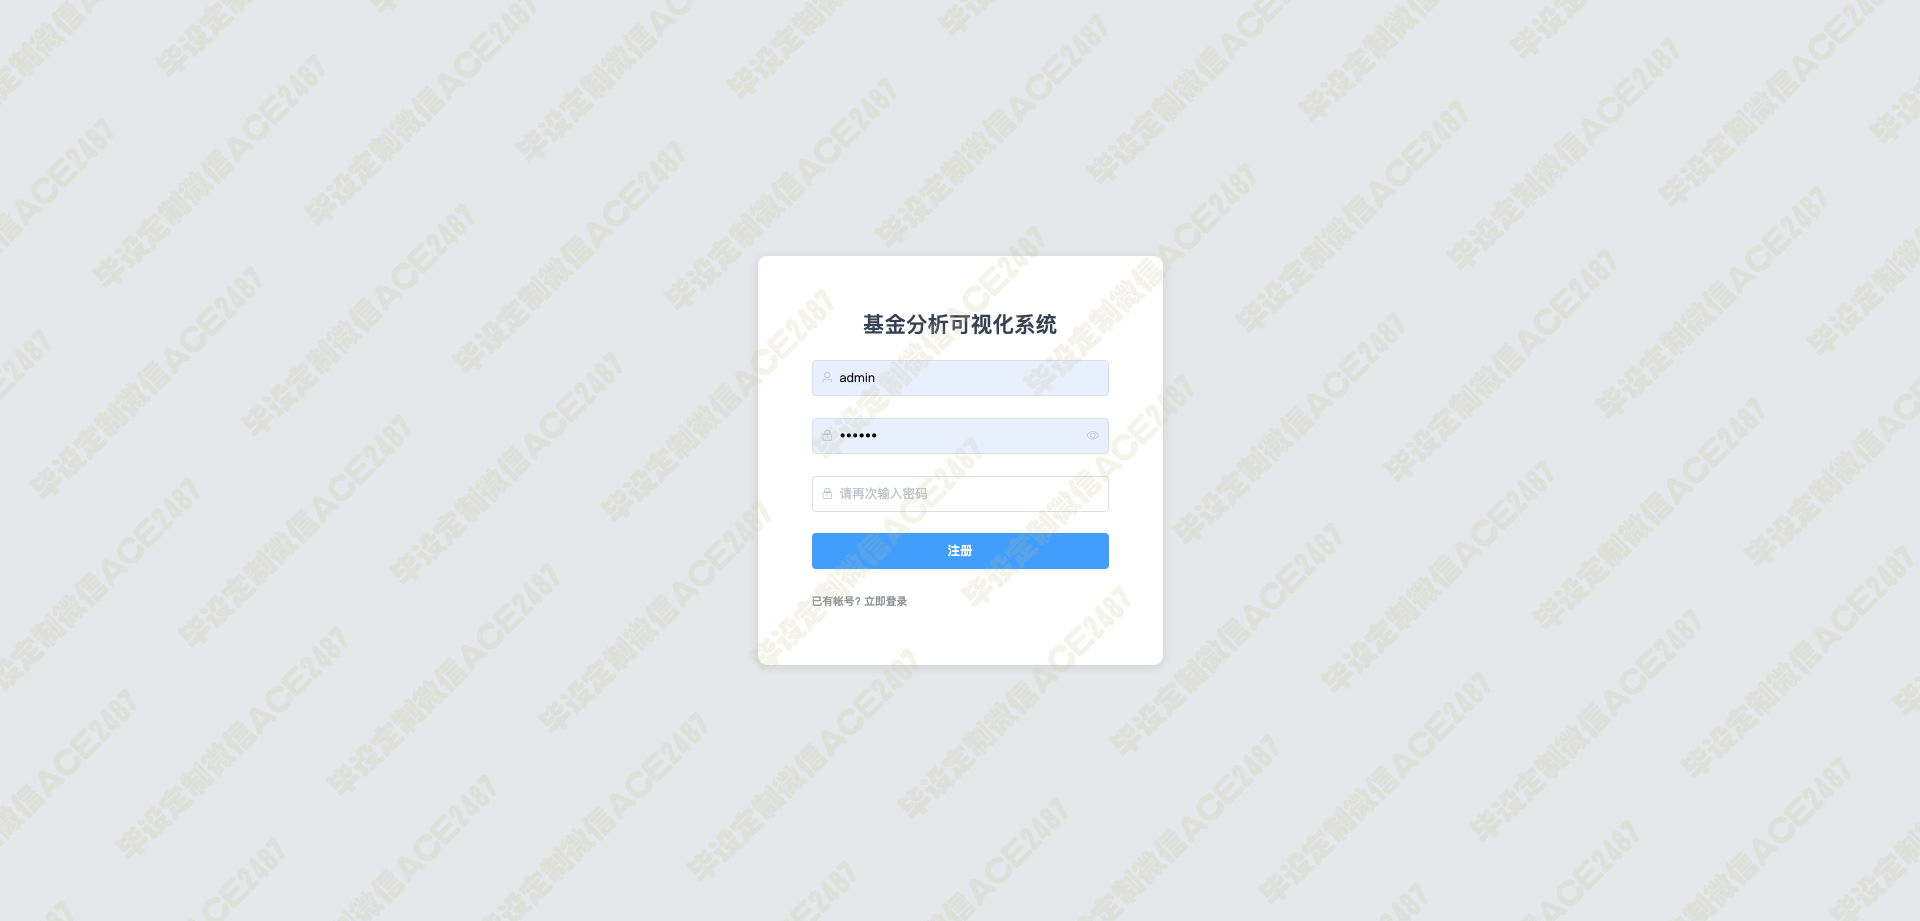 基金分析可视化系统
admin
••••••
请再次输入密码
注册
已有帐号? 立即登录
毕设定制微信ACE2487